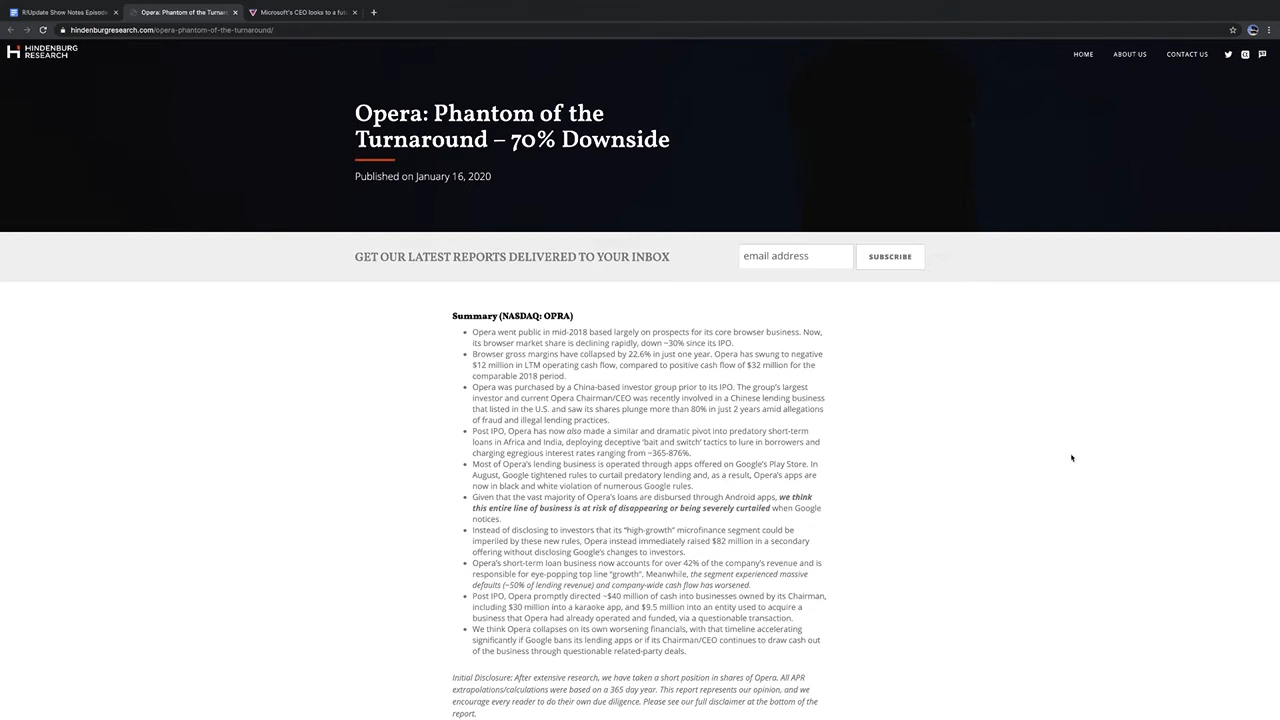 R/Update Show Notes Episode
Opera: Phantom of the Turnar
Microsoft's CEO looks to a fut
hindenburgresearch.com/opera-phantom-of-the-turnaround/
HINDENBURG
RESEARCH
HOME
ABOUT US
CONTACT US
Opera: Phantom of the
Turnaround – 70% Downside
Published on January 16, 2020
GET OUR LATEST REPORTS DELIVERED TO YOUR INBOX
email address
SUBSCRIBE
Summary (NASDAQ: OPRA)
• Opera went public in mid-2018 based largely on prospects for its core browser business. Now,
its browser market share is declining rapidly, down ~30% since its IPO.
• Browser gross margins have collapsed by 22.6% in just one year. Opera has swung to negative
$12 million in LTM operating cash flow, compared to positive cash flow of $32 million for the
comparable 2018 period.
• Opera was purchased by a China-based investor group prior to its IPO. The group's largest
investor and current Opera Chairman/CEO was recently involved in a Chinese lending business
that listed in the U.S. and saw its shares plunge more than 80% in just 2 years amid allegations
of fraud and illegal lending practices.
• Post IPO, Opera has now also made a similar and dramatic pivot into predatory short-term
loans in Africa and India, deploying deceptive 'bait and switch' tactics to lure in borrowers and
charging egregious interest rates ranging from ~365-876%.
• Most of Opera's lending business is operated through apps offered on Google's Play Store. In
August, Google tightened rules to curtail predatory lending and, as a result, Opera's apps are
now in black and white violation of numerous Google rules.
• Given that the vast majority of Opera's loans are disbursed through Android apps, we think
this entire line of business is at risk of disappearing or being severely curtailed when Google
notices.
• Instead of disclosing to investors that its "high-growth" microfinance segment could be
imperiled by these new rules, Opera instead immediately raised $82 million in a secondary
offering without disclosing Google's changes to investors.
• Opera's short-term loan business now accounts for over 42% of the company's revenue and is
responsible for eye-popping top line "growth". Meanwhile, the segment experienced massive
defaults (~50% of lending revenue) and company-wide cash flow has worsened.
• Post IPO, Opera promptly directed ~$40 million of cash into businesses owned by its Chairman,
including $30 million into a karaoke app, and $9.5 million into an entity used to acquire a
business that Opera had already operated and funded, via a questionable transaction.
• We think Opera collapses on its own worsening financials, with that timeline accelerating
significantly if Google bans its lending apps or if its Chairman/CEO continues to draw cash out
of the business through questionable related-party deals.
Initial Disclosure: After extensive research, we have taken a short position in shares of Opera. All APR
extrapolations/calculations were based on a 365 day year. This report represents our opinion, and we
encourage every reader to do their own due diligence. Please see our full disclaimer at the bottom of the
report.